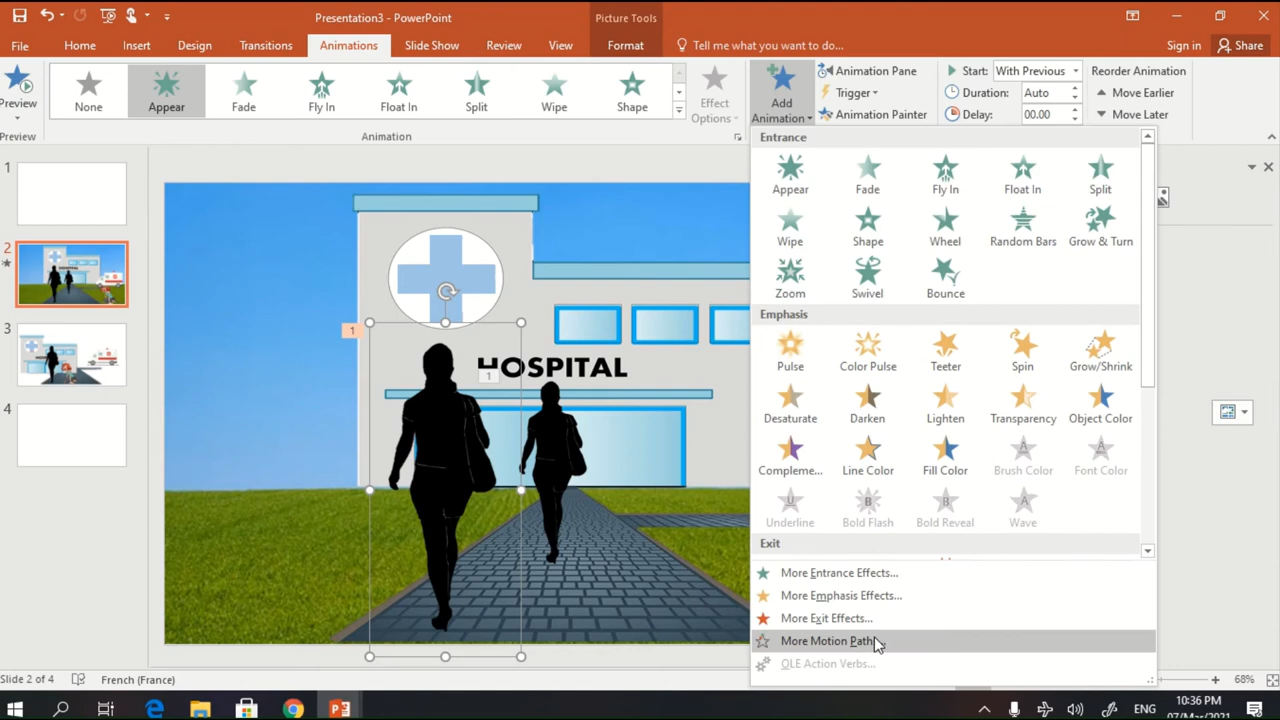 Presentation3 - PowerPoint
Picture Tools
File
Home
Insert
Design
Transitions
Animations
Slide Show
Review
View
Format
Tell me what you want to do...
Sign in
Share
Preview
Preview
None
Appear
Fade
Fly In
Float In
Split
Wipe
Shape
Effect
Options
Animation
Add
Animation
Animation Pane
Trigger
Animation Painter
Start: With Previous
Duration: Auto
Delay: 00.00
Reorder Animation
Move Earlier
Move Later
1
2
HOSPITAL
3
4
1
1
HOSPITAL
Entrance
Appear
Fade
Fly In
Float In
Split
Wipe
Shape
Wheel
Random Bars
Grow & Turn
Zoom
Swivel
Bounce
Emphasis
Pulse
Color Pulse
Teeter
Spin
Grow/Shrink
Desaturate
Darken
Lighten
Transparency
Object Color
Compleme...
Line Color
Fill Color
Brush Color
Font Color
Underline
Bold Flash
Bold Reveal
Wave
Exit
More Entrance Effects...
More Emphasis Effects...
More Exit Effects...
More Motion Path
OLE Action Verbs...
Slide 2 of 4
French (France)
68%
ENG
10:36 PM
07/Mar/2021